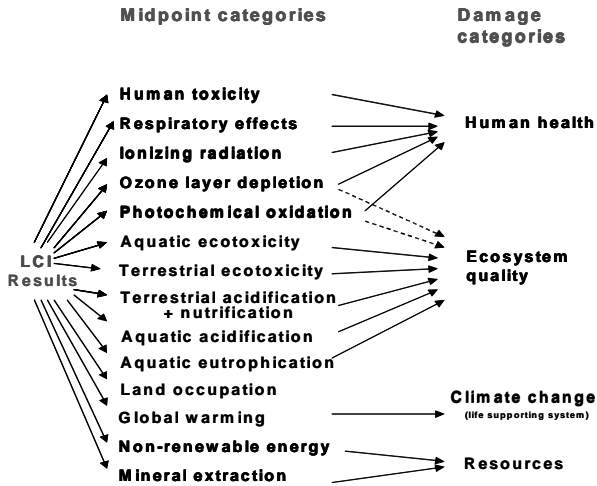 Midpoint categories
Damage
categories
Human toxicity
Respiratory effects
Human health
Ionizing radiation
Ozone layer depletion
Photochemical oxidation
Aquatic ecotoxicity
LCI
Results
Ecosystem
quality
Terrestrial ecotoxicity
Terrestrial acidification
+ nutrification
Aquatic acidification
Aquatic eutrophication
Land occupation
Climate change
(life supporting system)
Global warming
Non-renewable energy
Resources
Mineral extraction